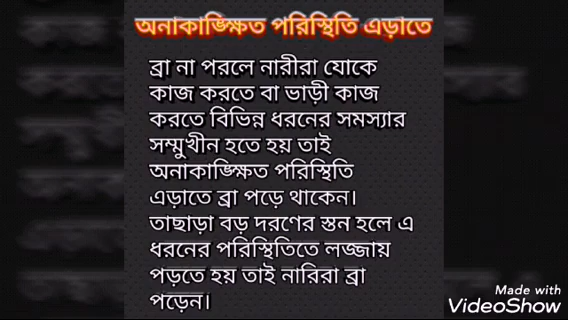 অনাকাঙ্ক্ষিত পরিস্থিতি এড়াতে
ব্রা না পরলে নারীরা যোকে
কাজ করতে বা ভাড়ী কাজ
করতে বিভিন্ন ধরনের সমস্যার
সম্মুখীন হতে হয় তাই
অনাকাঙ্ক্ষিত পরিস্থিতি
এড়াতে ব্রা পড়ে থাকেন।
তাছাড়া বড় দরণের স্তন হলে এ
ধরনের পরিস্থিতিতে লজ্জায়
পড়তে হয় তাই নারিরা ব্রা
পড়েন।
Made with
VideoShow